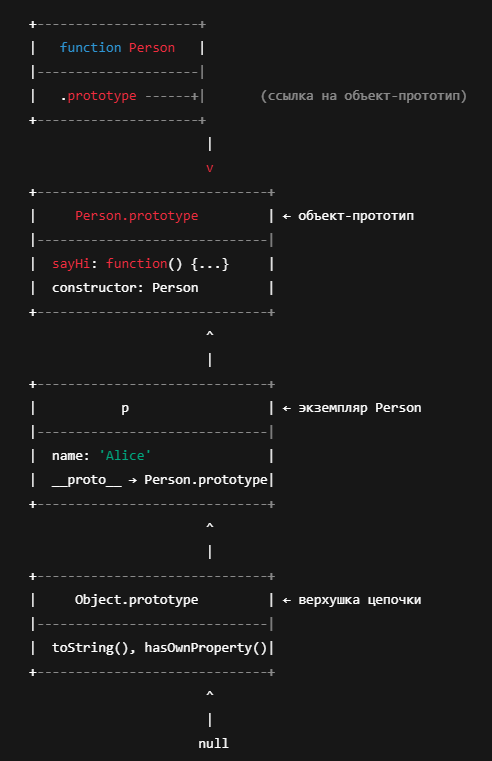 +---------------------+
|   function Person   |
|---------------------|
|   .prototype ------+|       (ссылка на объект-прототип)
+---------------------+
                       |
                       v
+------------------------------+
|     Person.prototype         | ← объект-прототип
|------------------------------|
|  sayHi: function() {...}     |
|  constructor: Person         |
+------------------------------+
                       ^
                       |
+------------------------------+
|           p                  | ← экземпляр Person
|------------------------------|
|  name: 'Alice'               |
|  __proto__ → Person.prototype|
+------------------------------+
                       ^
                       |
+------------------------------+
|     Object.prototype         | ← верхушка цепочки
|------------------------------|
|  toString(), hasOwnProperty()|
+------------------------------+
                       ^
                       |
                      null